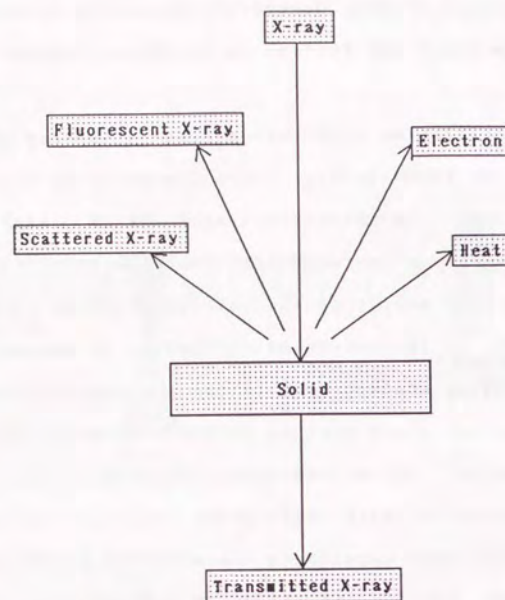 X-ray
Fluorescent X-ray
Electron
Scattered X-ray
Heat
Solid
Transmitted X-ray